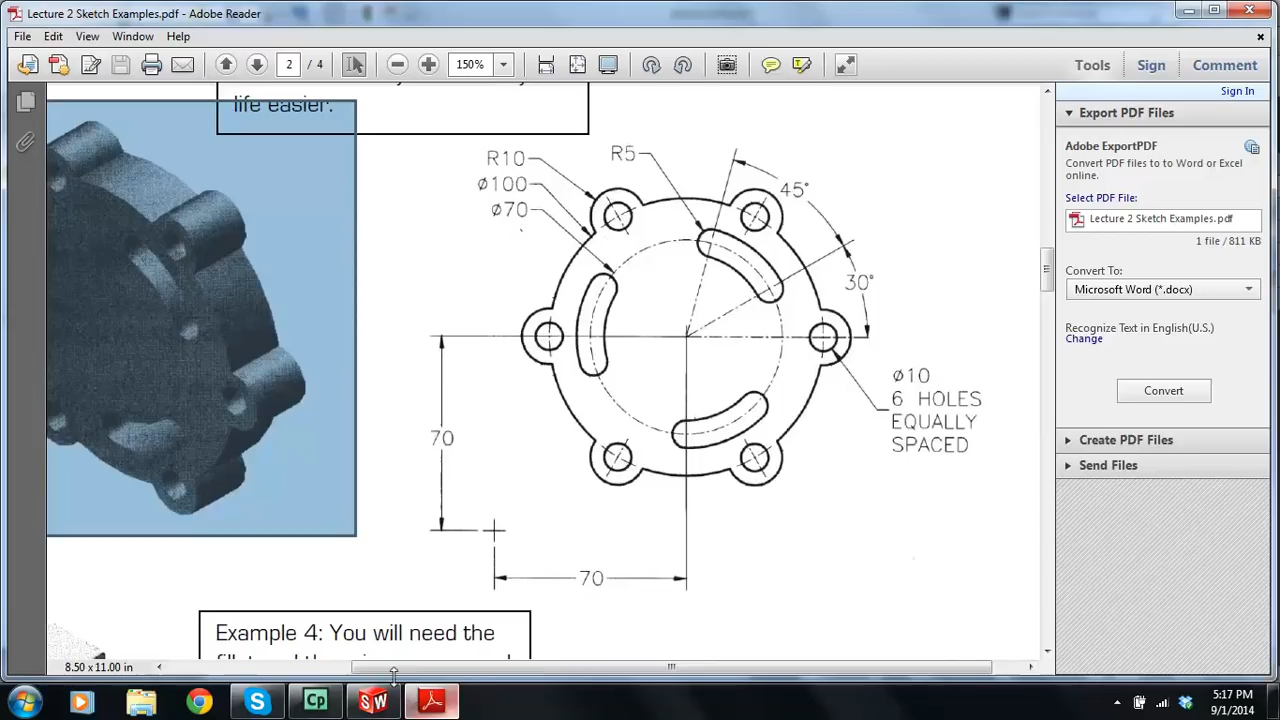 Lecture 2 Sketch Examples.pdf - Adobe Reader
File Edit View Window Help
2 / 4 150% Tools Sign Comment
Sign In
life easier.
Export PDF Files
Adobe ExportPDF
Convert PDF files to to Word or Excel
online.
Select PDF File:
Lecture 2 Sketch Examples.pdf
1 file / 811 KB
Convert To:
Microsoft Word (*.docx)
Recognize Text in English(U.S.)
Change
Convert
Create PDF Files
Send Files
R10
ø100
ø70
R5
45°
30°
ø10
6 HOLES
EQUALLY
SPACED
70
70
Example 4: You will need the
8.50 x 11.00 in
Cp SW
5:17 PM
9/1/2014